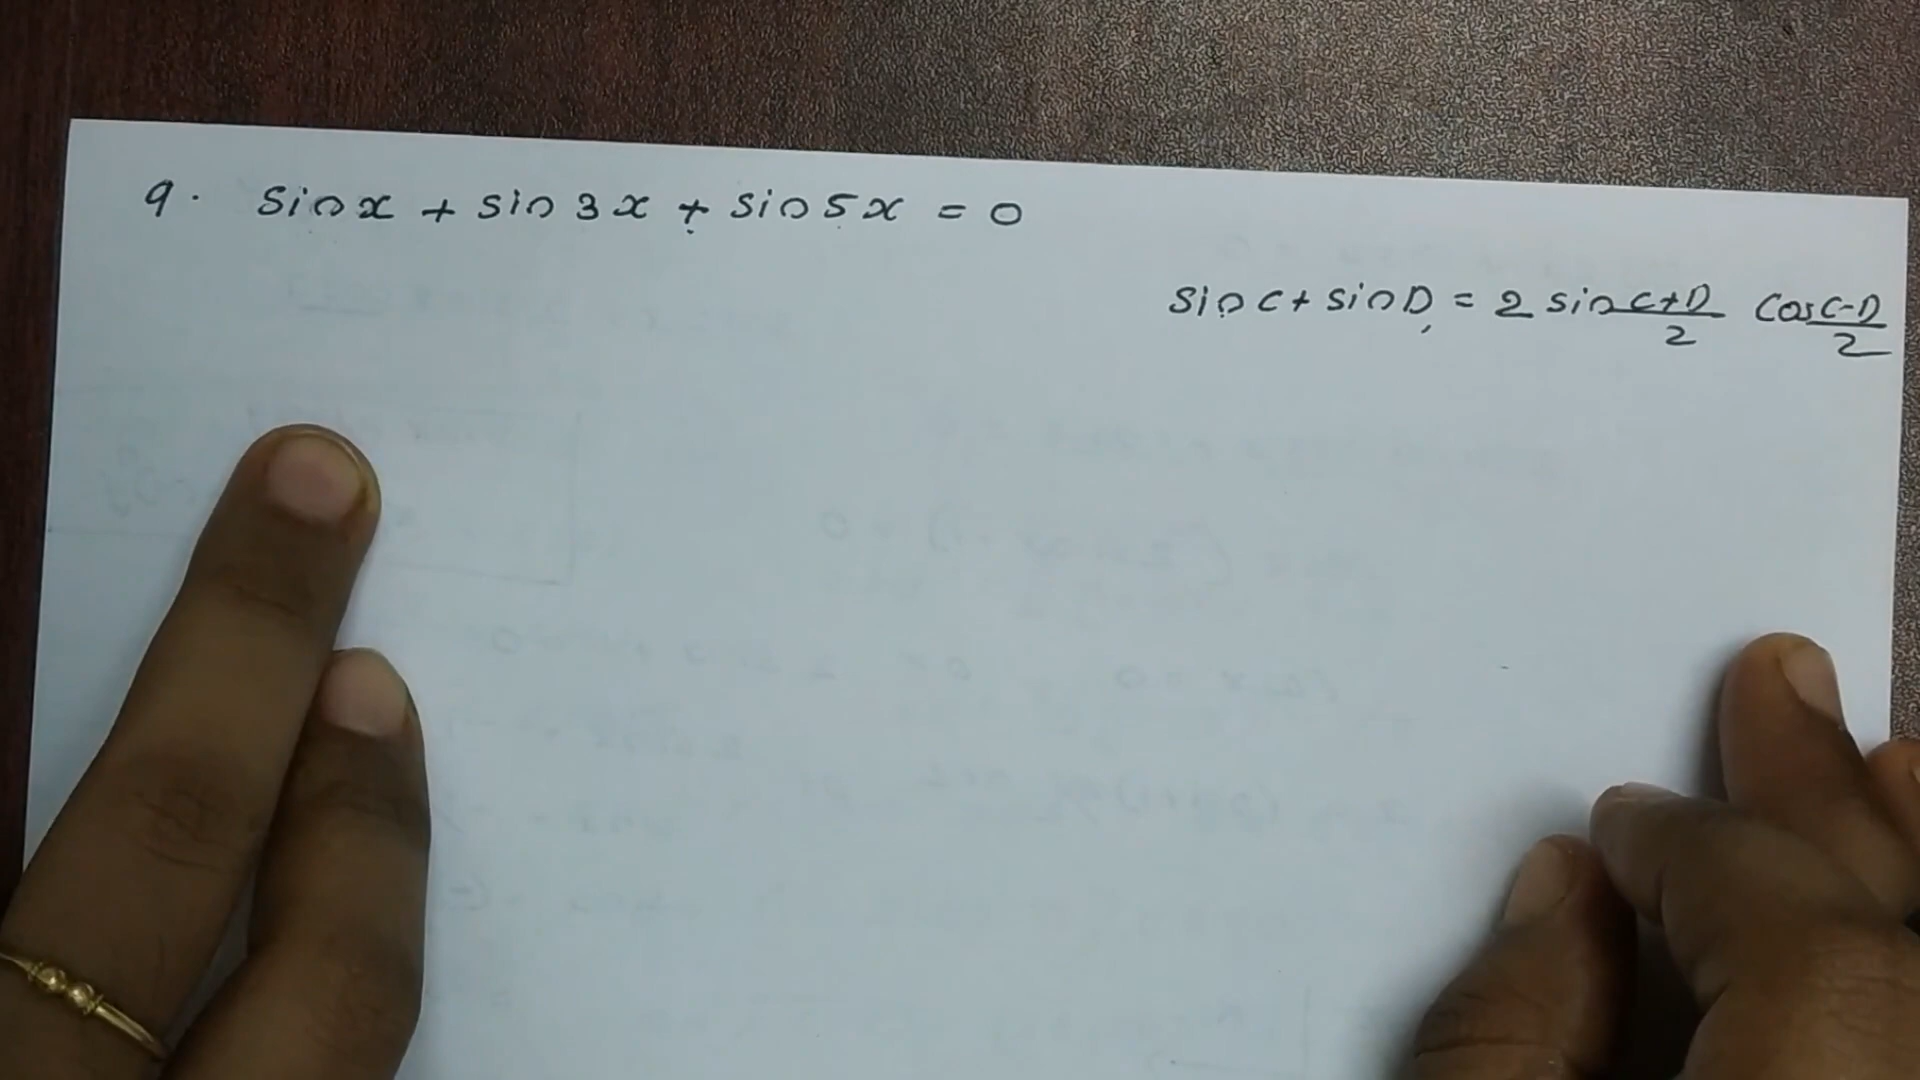 9. sin x + sin 3x + sin 5x = 0
sin C + sin D = 2 sin (C+D)/2 cos (C-D)/2